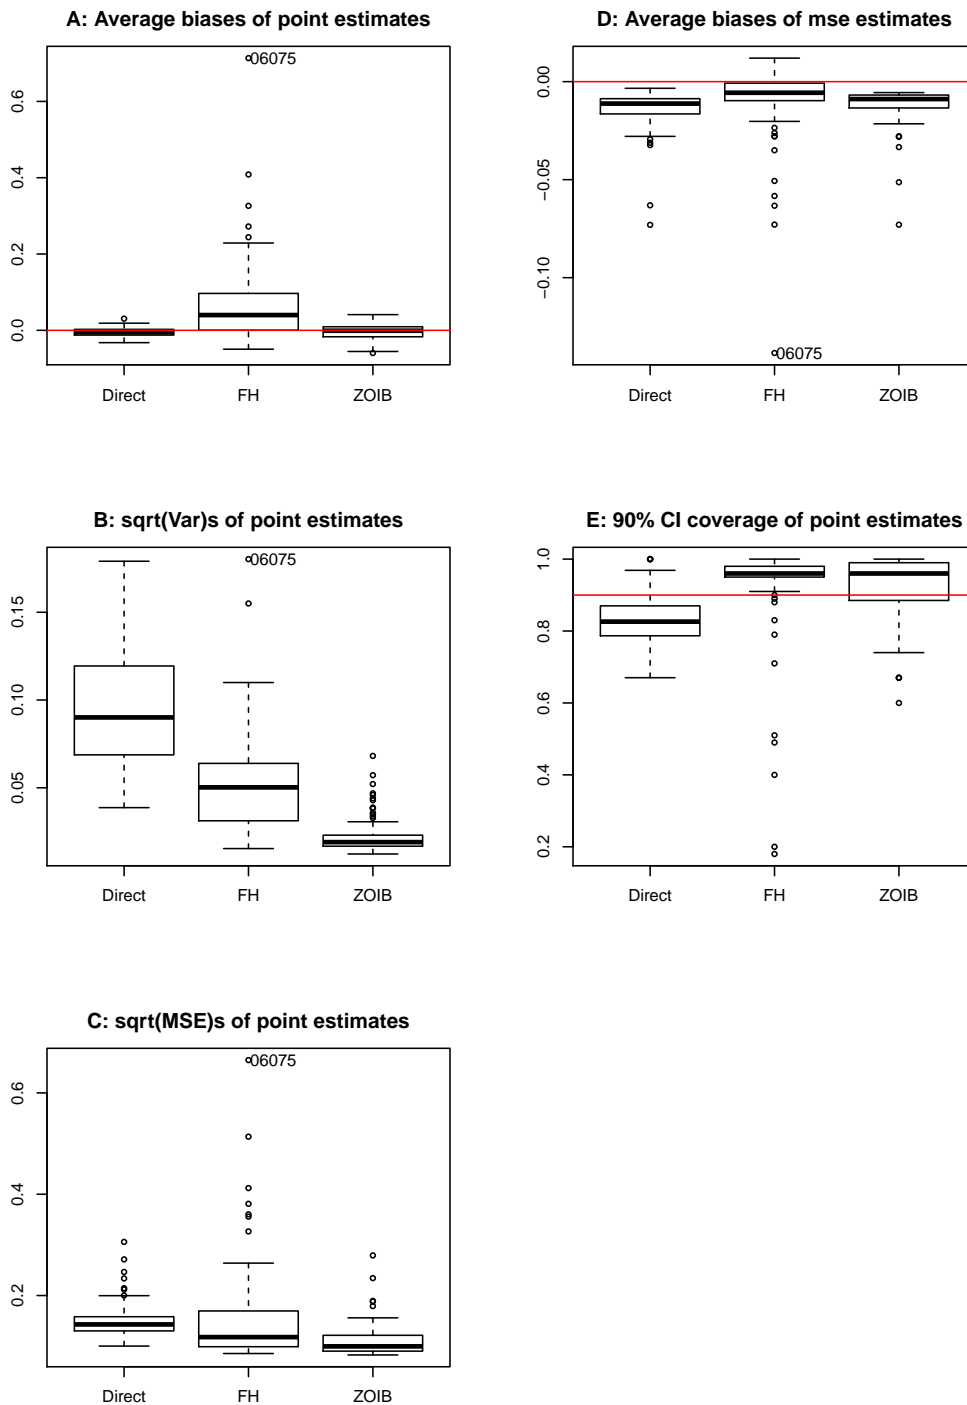 A: Average biases of point estimates
0.6
0.4
0.2
0.0
06075
Direct FH ZOIB
D: Average biases of mse estimates
0.00
−0.05
−0.10
06075
Direct FH ZOIB
B: sqrt(Var)s of point estimates
0.15
0.10
0.05
06075
Direct FH ZOIB
E: 90% CI coverage of point estimates
1.0
0.8
0.6
0.4
0.2
Direct FH ZOIB
C: sqrt(MSE)s of point estimates
0.6
0.4
0.2
06075
Direct FH ZOIB